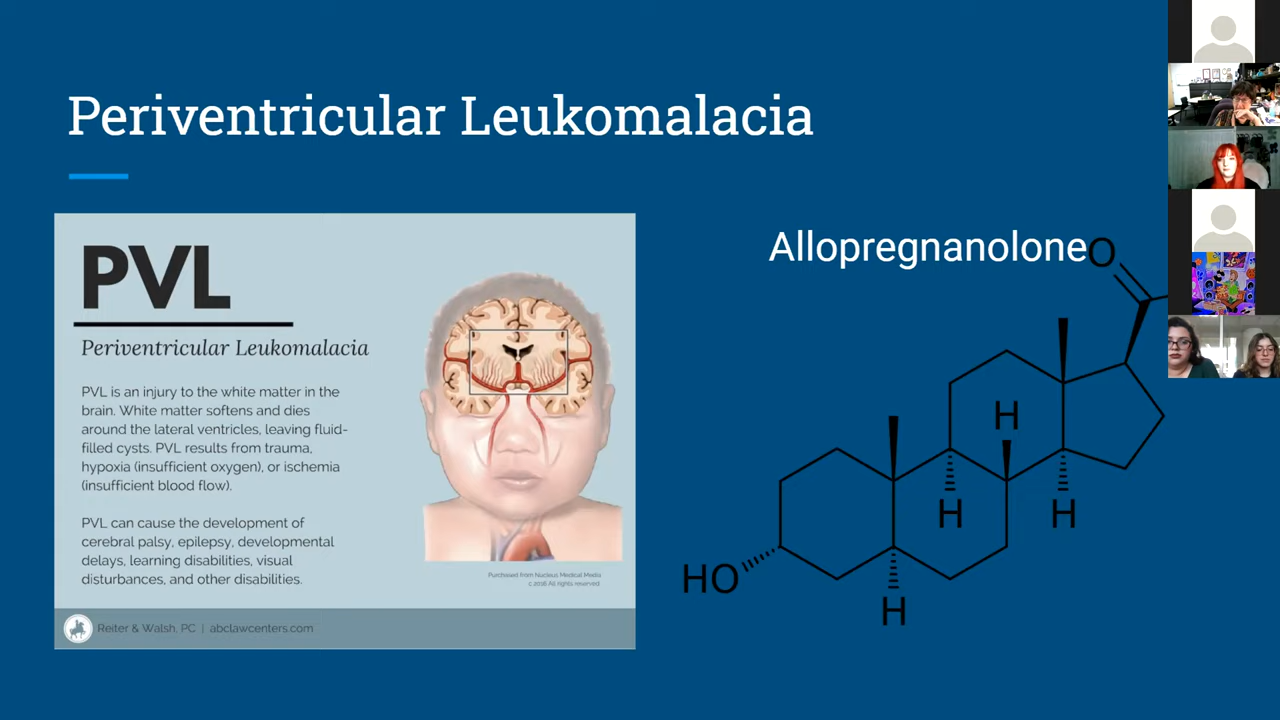 Periventricular Leukomalacia
PVL
Periventricular Leukomalacia
PVL is an injury to the white matter in the
brain. White matter softens and dies
around the lateral ventricles, leaving fluid-
filled cysts. PVL results from trauma,
hypoxia (insufficient oxygen), or ischemia
(insufficient blood flow).
PVL can cause the development of
cerebral palsy, epilepsy, developmental
delays, learning disabilities, visual
disturbances, and other disabilities.
Purchased from Nucleus Medical Media
c 2016 All rights reserved.
Reiter & Walsh, PC | abclawcenters.com
Allopregnanolone
O
H
H
H
HO
H